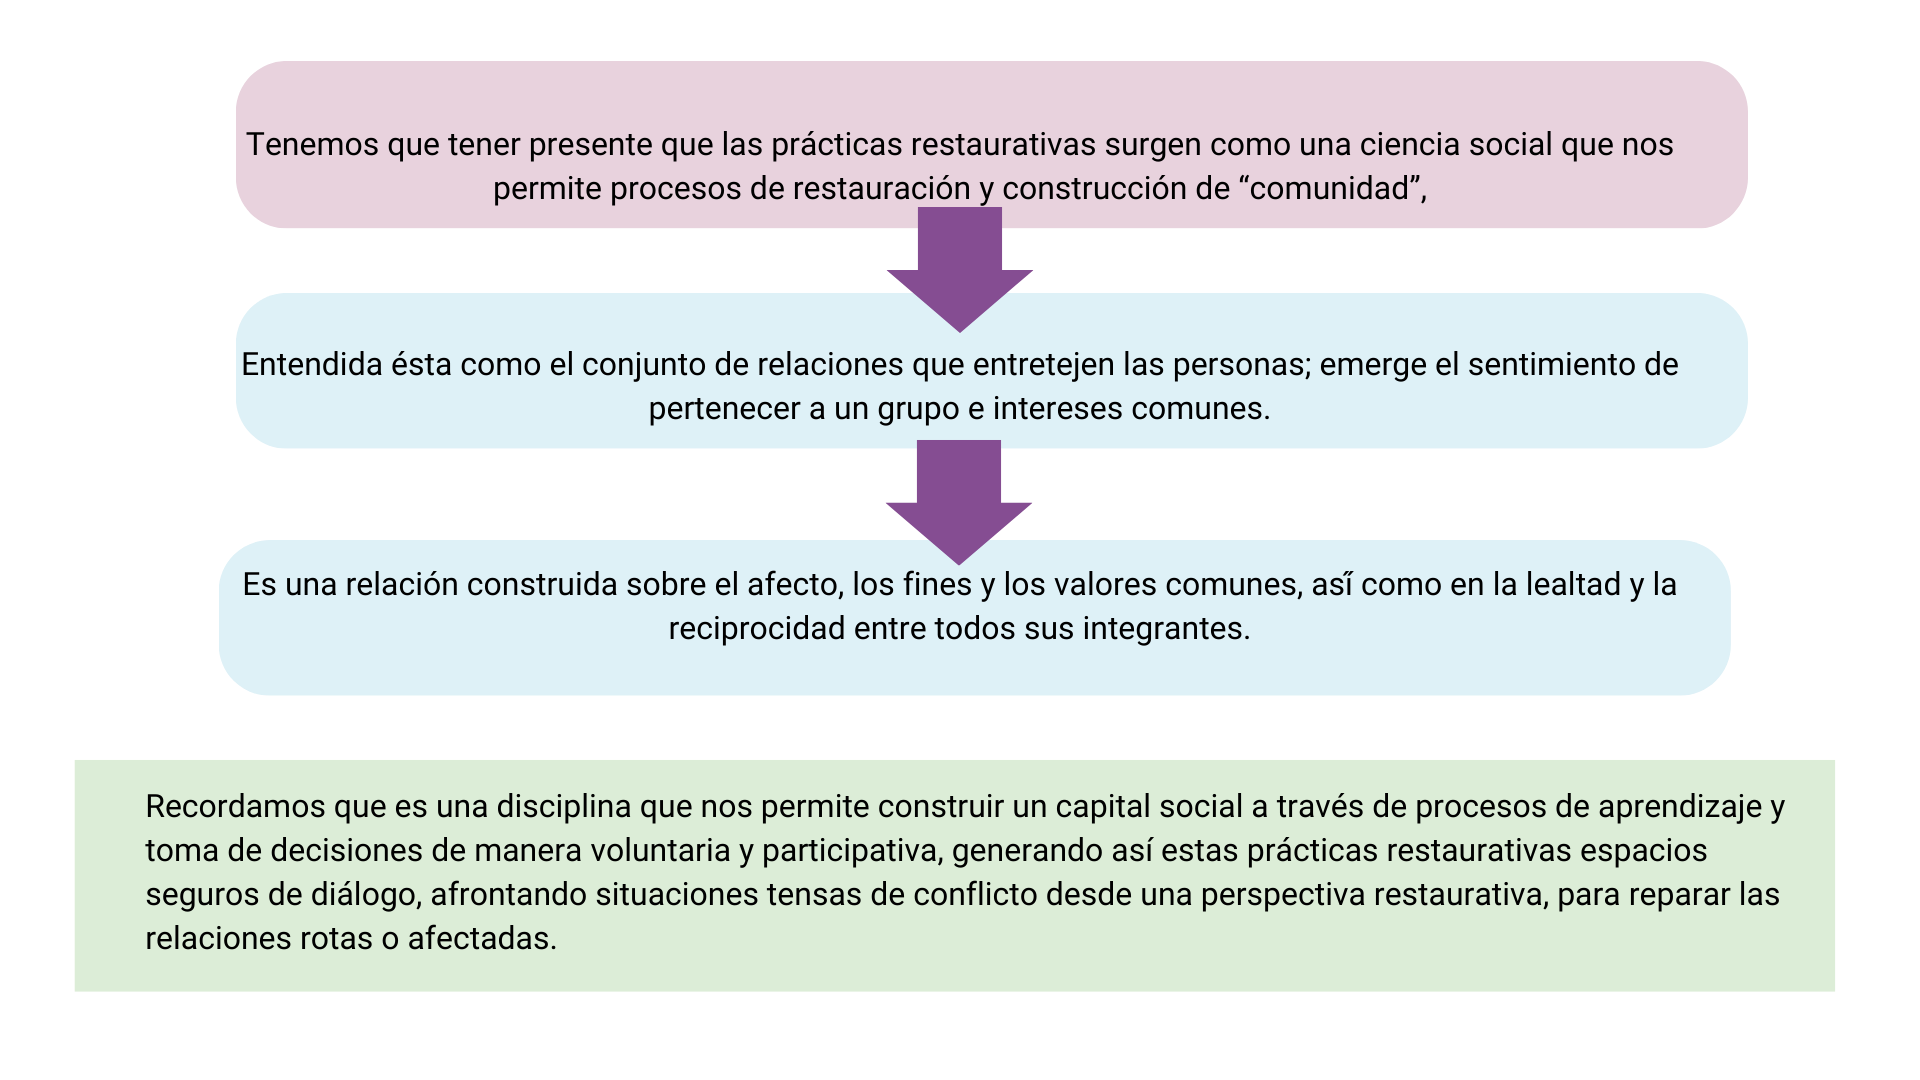 Tenemos que tener presente que las prácticas restaurativas surgen como una ciencia social que nos
permite procesos de restauración y construcción de “comunidad”,
Entendida ésta como el conjunto de relaciones que entretejen las personas; emerge el sentimiento de
pertenecer a un grupo e intereses comunes.
Es una relación construida sobre el afecto, los fines y los valores comunes, así́ como en la lealtad y la
reciprocidad entre todos sus integrantes.
Recordamos que es una disciplina que nos permite construir un capital social a través de procesos de aprendizaje y
toma de decisiones de manera voluntaria y participativa, generando así estas prácticas restaurativas espacios
seguros de diálogo, afrontando situaciones tensas de conflicto desde una perspectiva restaurativa, para reparar las
relaciones rotas o afectadas.